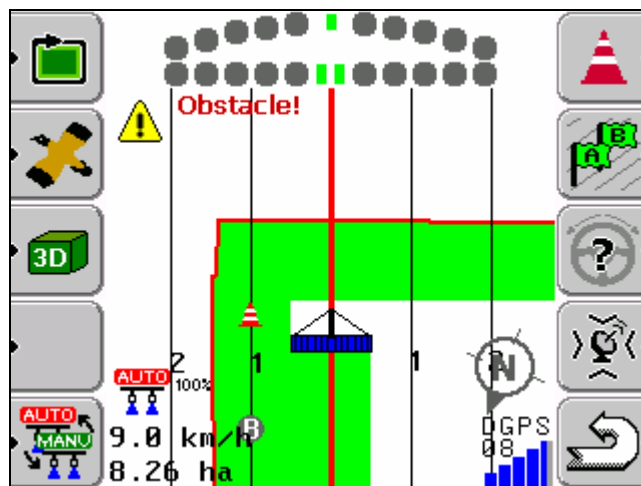 Obstacle!
B
A
?
3D
2
1
1
N
AUTO
100%
AUTO
MANU
9.0 km/h
B
DGPS
08
8.26 ha